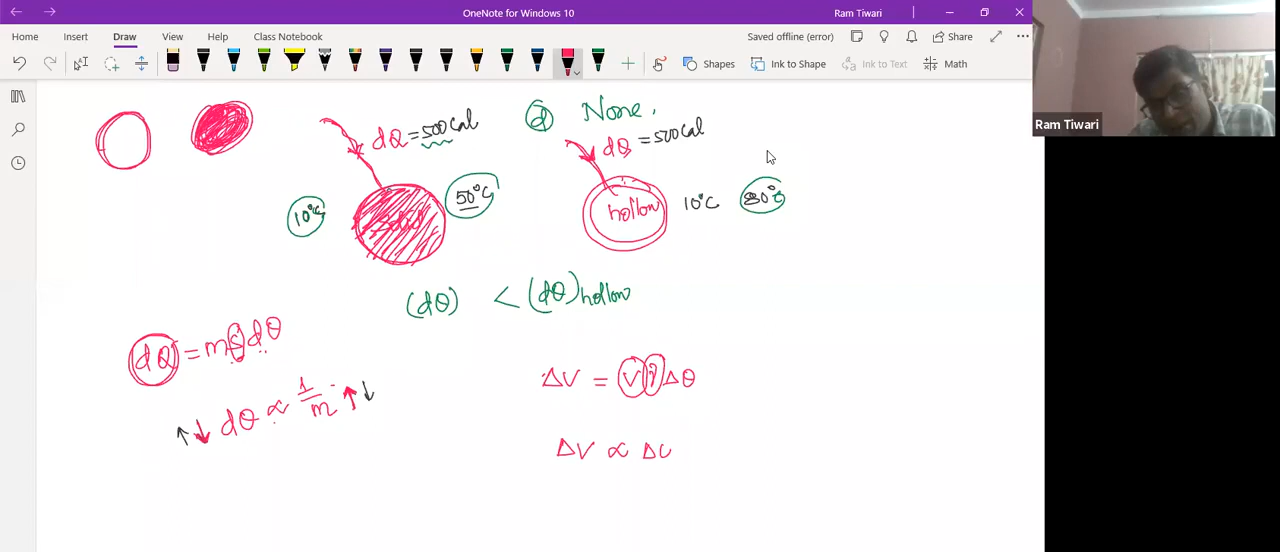 OneNote for Windows 10
Ram Tiwari
Home Insert Draw View Help Class Notebook
Saved offline (error)
Share
Shapes
Ink to Shape
Ink to Text
Math
dQ = 500 Cal
d None.
dQ = 500 Cal
10°C
Solid
50°C
hollow
10°C
80°C
(dθ) < (dθ)hollow
dQ = msdθ
ΔV = VγΔθ
↑↓ dθ ∝ 1/m ↑↓
ΔV ∝ Δ
Ram Tiwari